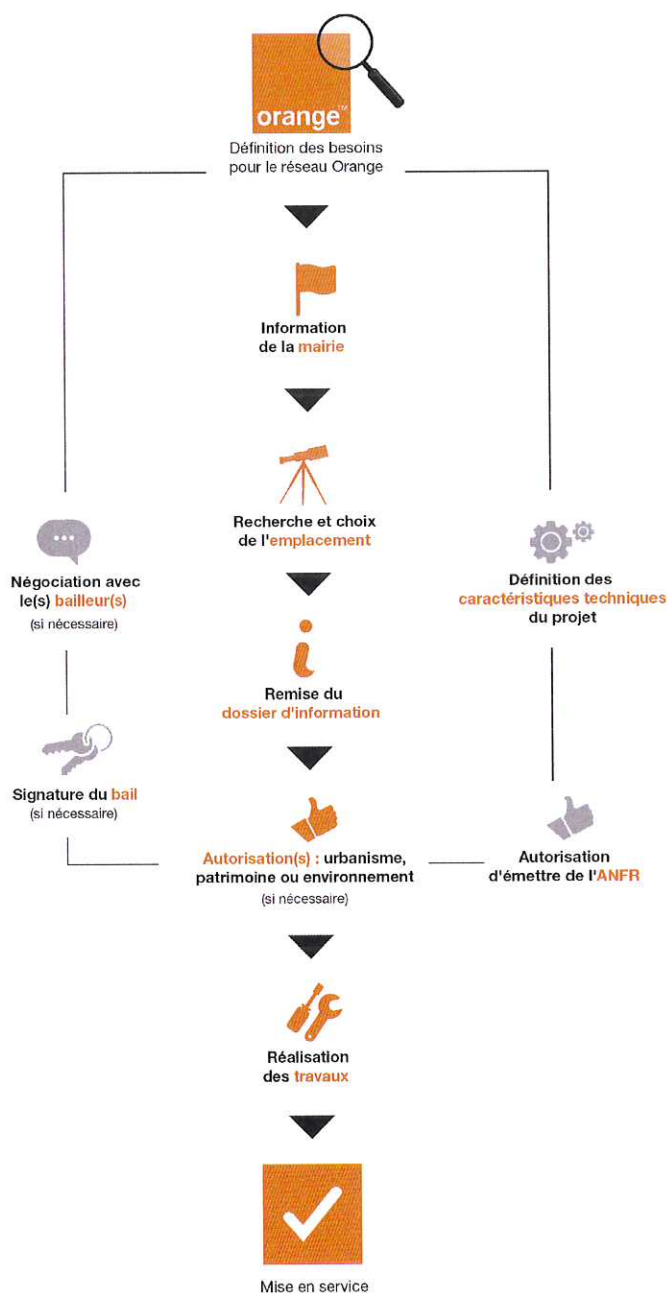 orange™
Définition des besoins
pour le réseau Orange
Information
de la mairie
Recherche et choix
de l'emplacement
Négociation avec
le(s) bailleur(s)
(si nécessaire)
Définition des
caractéristiques techniques
du projet
Remise du
dossier d'information
Signature du bail
(si nécessaire)
Autorisation(s) : urbanisme,
patrimoine ou environnement
(si nécessaire)
Autorisation
d'émettre de l'ANFR
Réalisation
des travaux
Mise en service